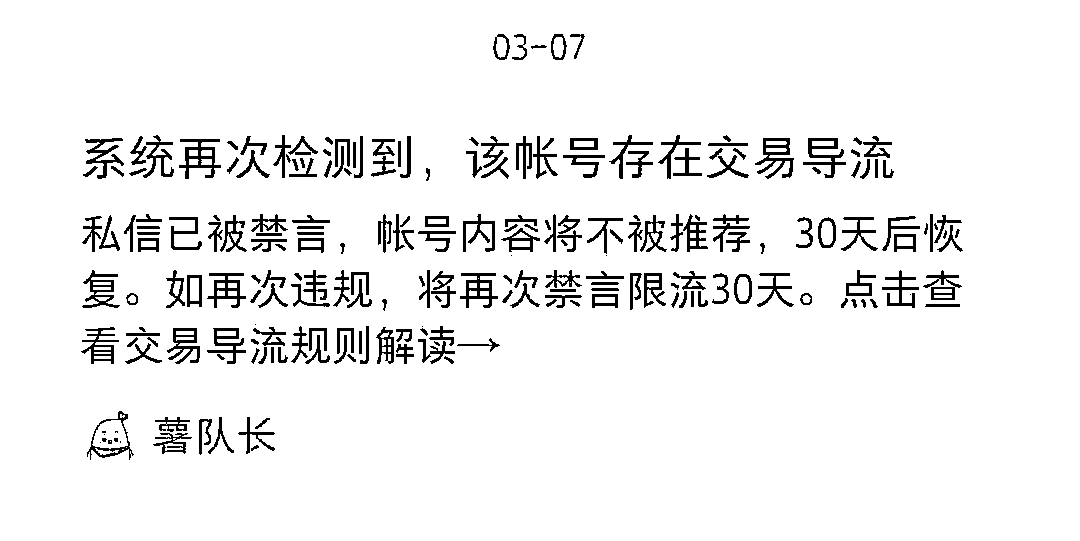 03-07
系统再次检测到，该帐号存在交易导流
私信已被禁言，帐号内容将不被推荐，30天后恢
复。如再次违规，将再次禁言限流30天。点击查
看交易导流规则解读→
薯队长